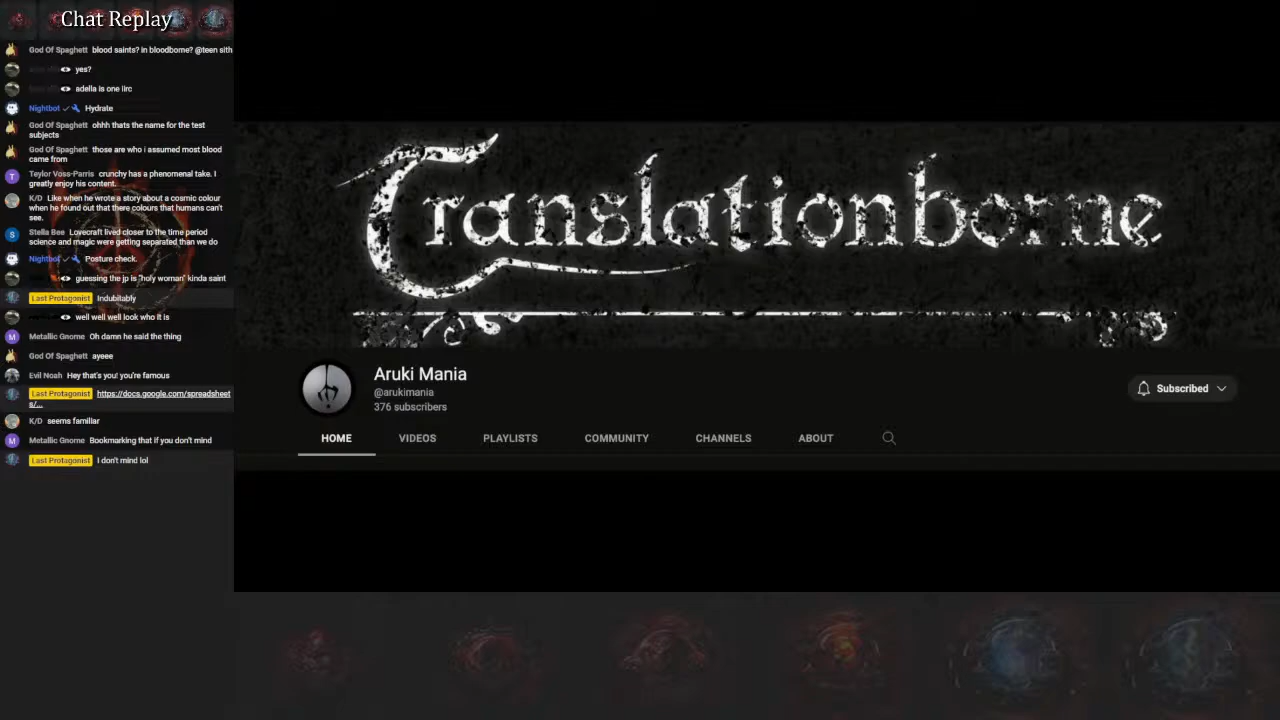 Chat Replay
God Of Spaghett blood saints? in bloodborne? @teen sith
yes?
adella is one iirc
Nightbot Hydrate
God Of Spaghett ohhh thats the name for the test
subjects
God Of Spaghett those are who i assumed most blood
came from
Teylor Voss-Parris crunchy has a phenomenal take. I
greatly enjoy his content.
K/D Like when he wrote a story about a cosmic colour
when he found out that there colours that humans can't
see.
Stella Bee Lovecraft lived closer to the time period
science and magic were getting separated than we do
Nightbot Posture check.
guessing the jp is "holy woman" kinda saint
Last Protagonist Indubitably
well well well look who it is
Metallic Gnome Oh damn he said the thing
God Of Spaghett ayeee
Evil Noah Hey that's you! you're famous
Last Protagonist https://docs.google.com/spreadsheet
s/...
K/D seems familiar
Metallic Gnome Bookmarking that if you don't mind
Last Protagonist I don't mind lol
Translationborne
Aruki Mania
@arukimania
376 subscribers
Subscribed
HOME VIDEOS PLAYLISTS COMMUNITY CHANNELS ABOUT